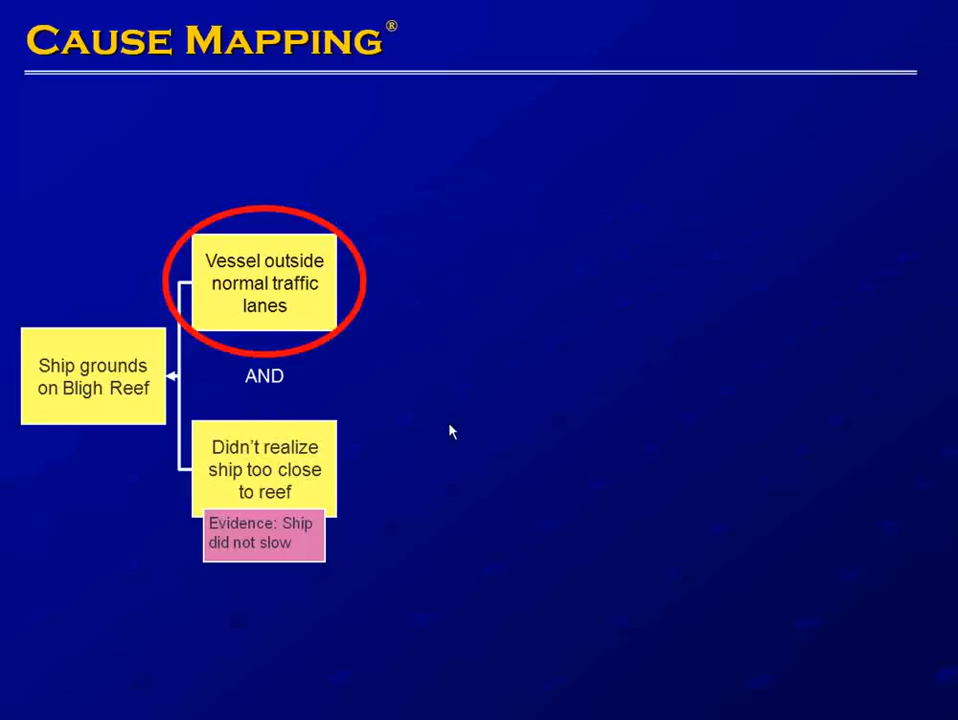 CAUSE MAPPING®
Vessel outside
normal traffic
lanes
Ship grounds
on Bligh Reef
AND
Didn't realize
ship too close
to reef
Evidence: Ship
did not slow